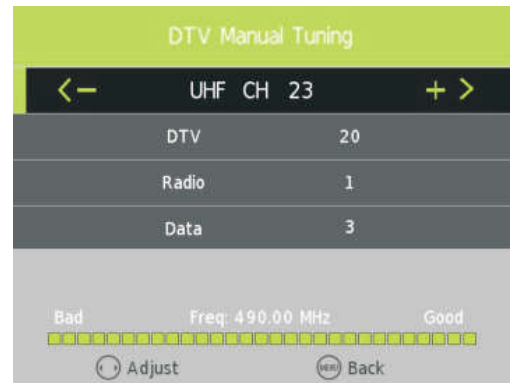 DTV Manual Tuning
UHF CH 23
DTV 20
Radio 1
Data 3
Bad Freq: 490.00 MHz Good
Adjust MENU Back